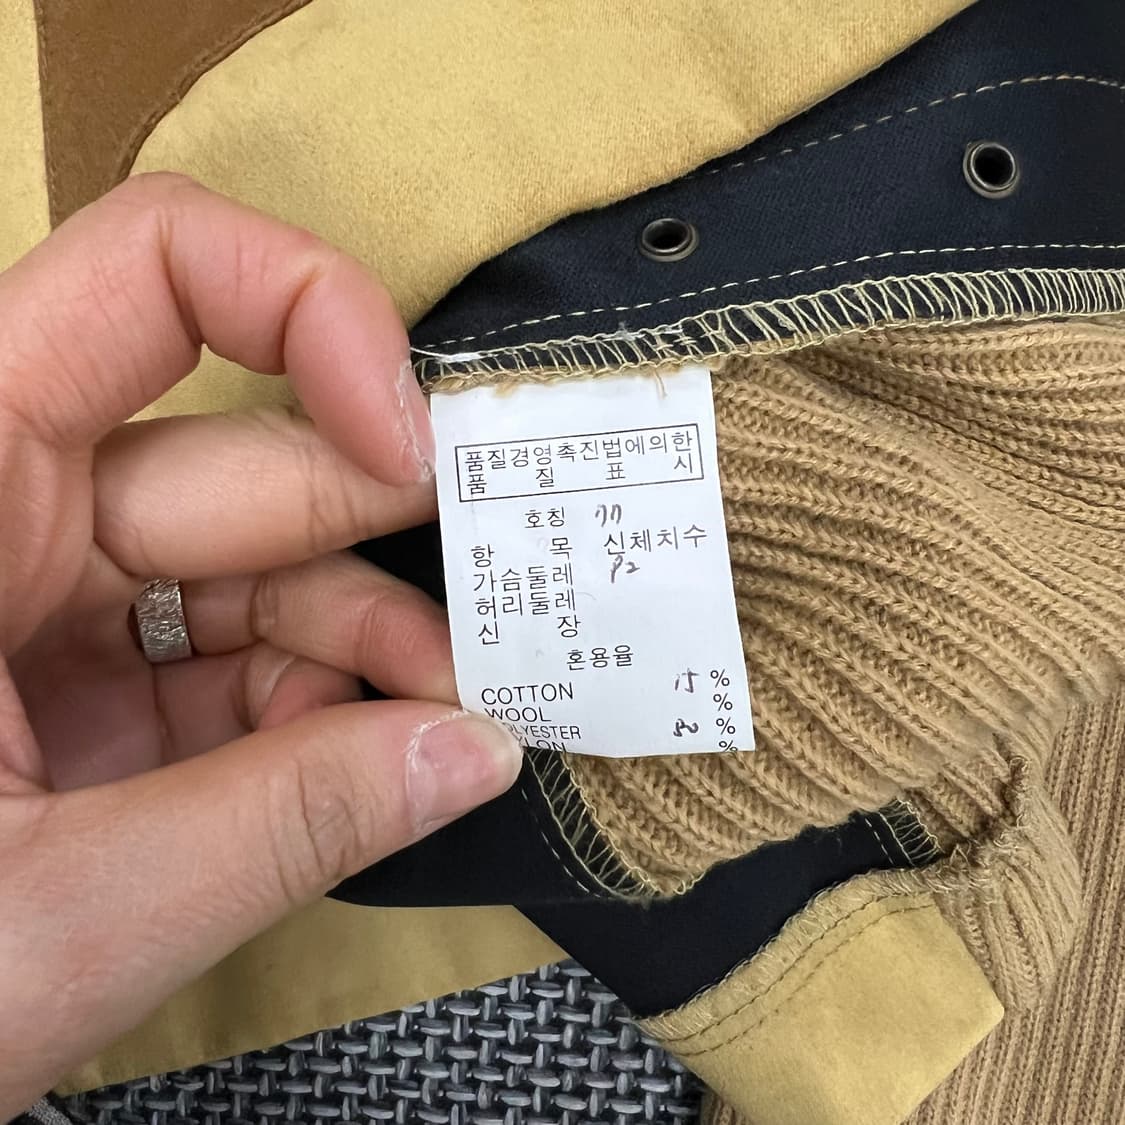 품질경영촉진법에의한
품 질 표 시
호칭 77
항 목 신체치수
가슴둘레
허리둘레
신 장
혼용율
COTTON 15 %
WOOL %
POLYESTER %
NYLON %